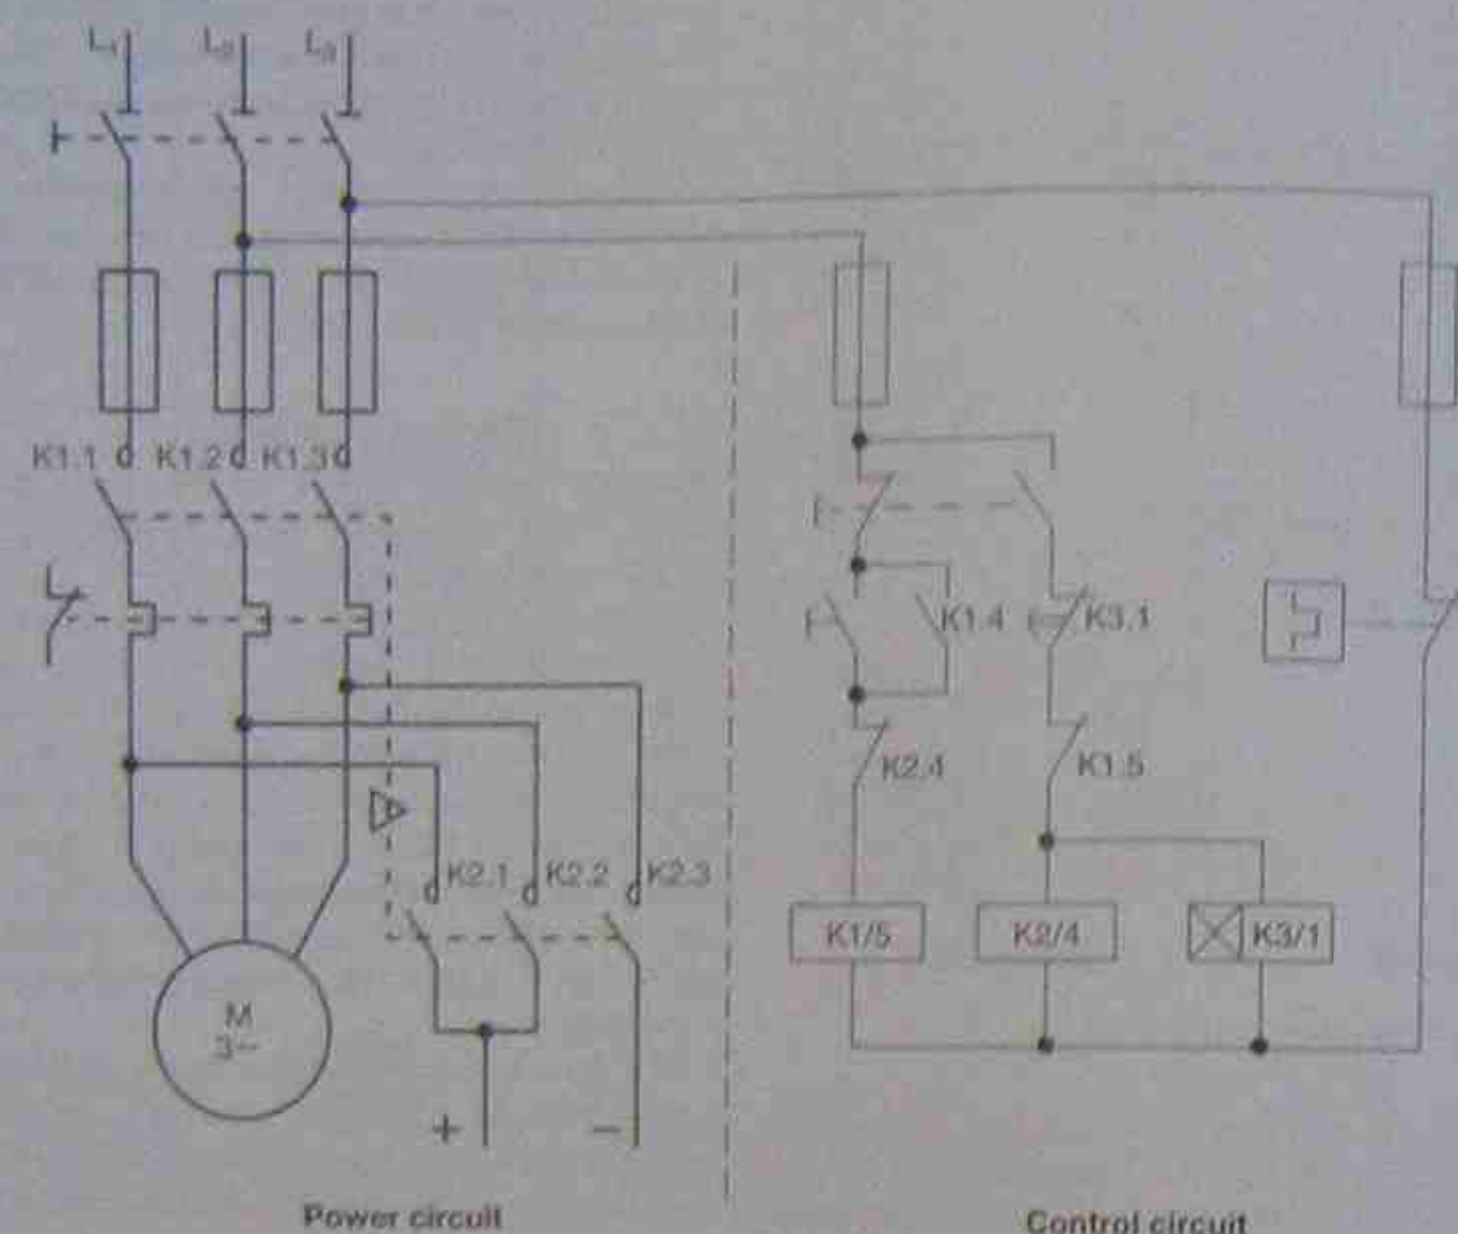 L1 L2 L3
K1.1 K1.2 K1.3
K1.4 K3.1
K2.4 K1.5
K2.1 K2.2 K2.3
K1/5 K2/4 K3/1
M
3~
+ −
Power circuit Control circuit